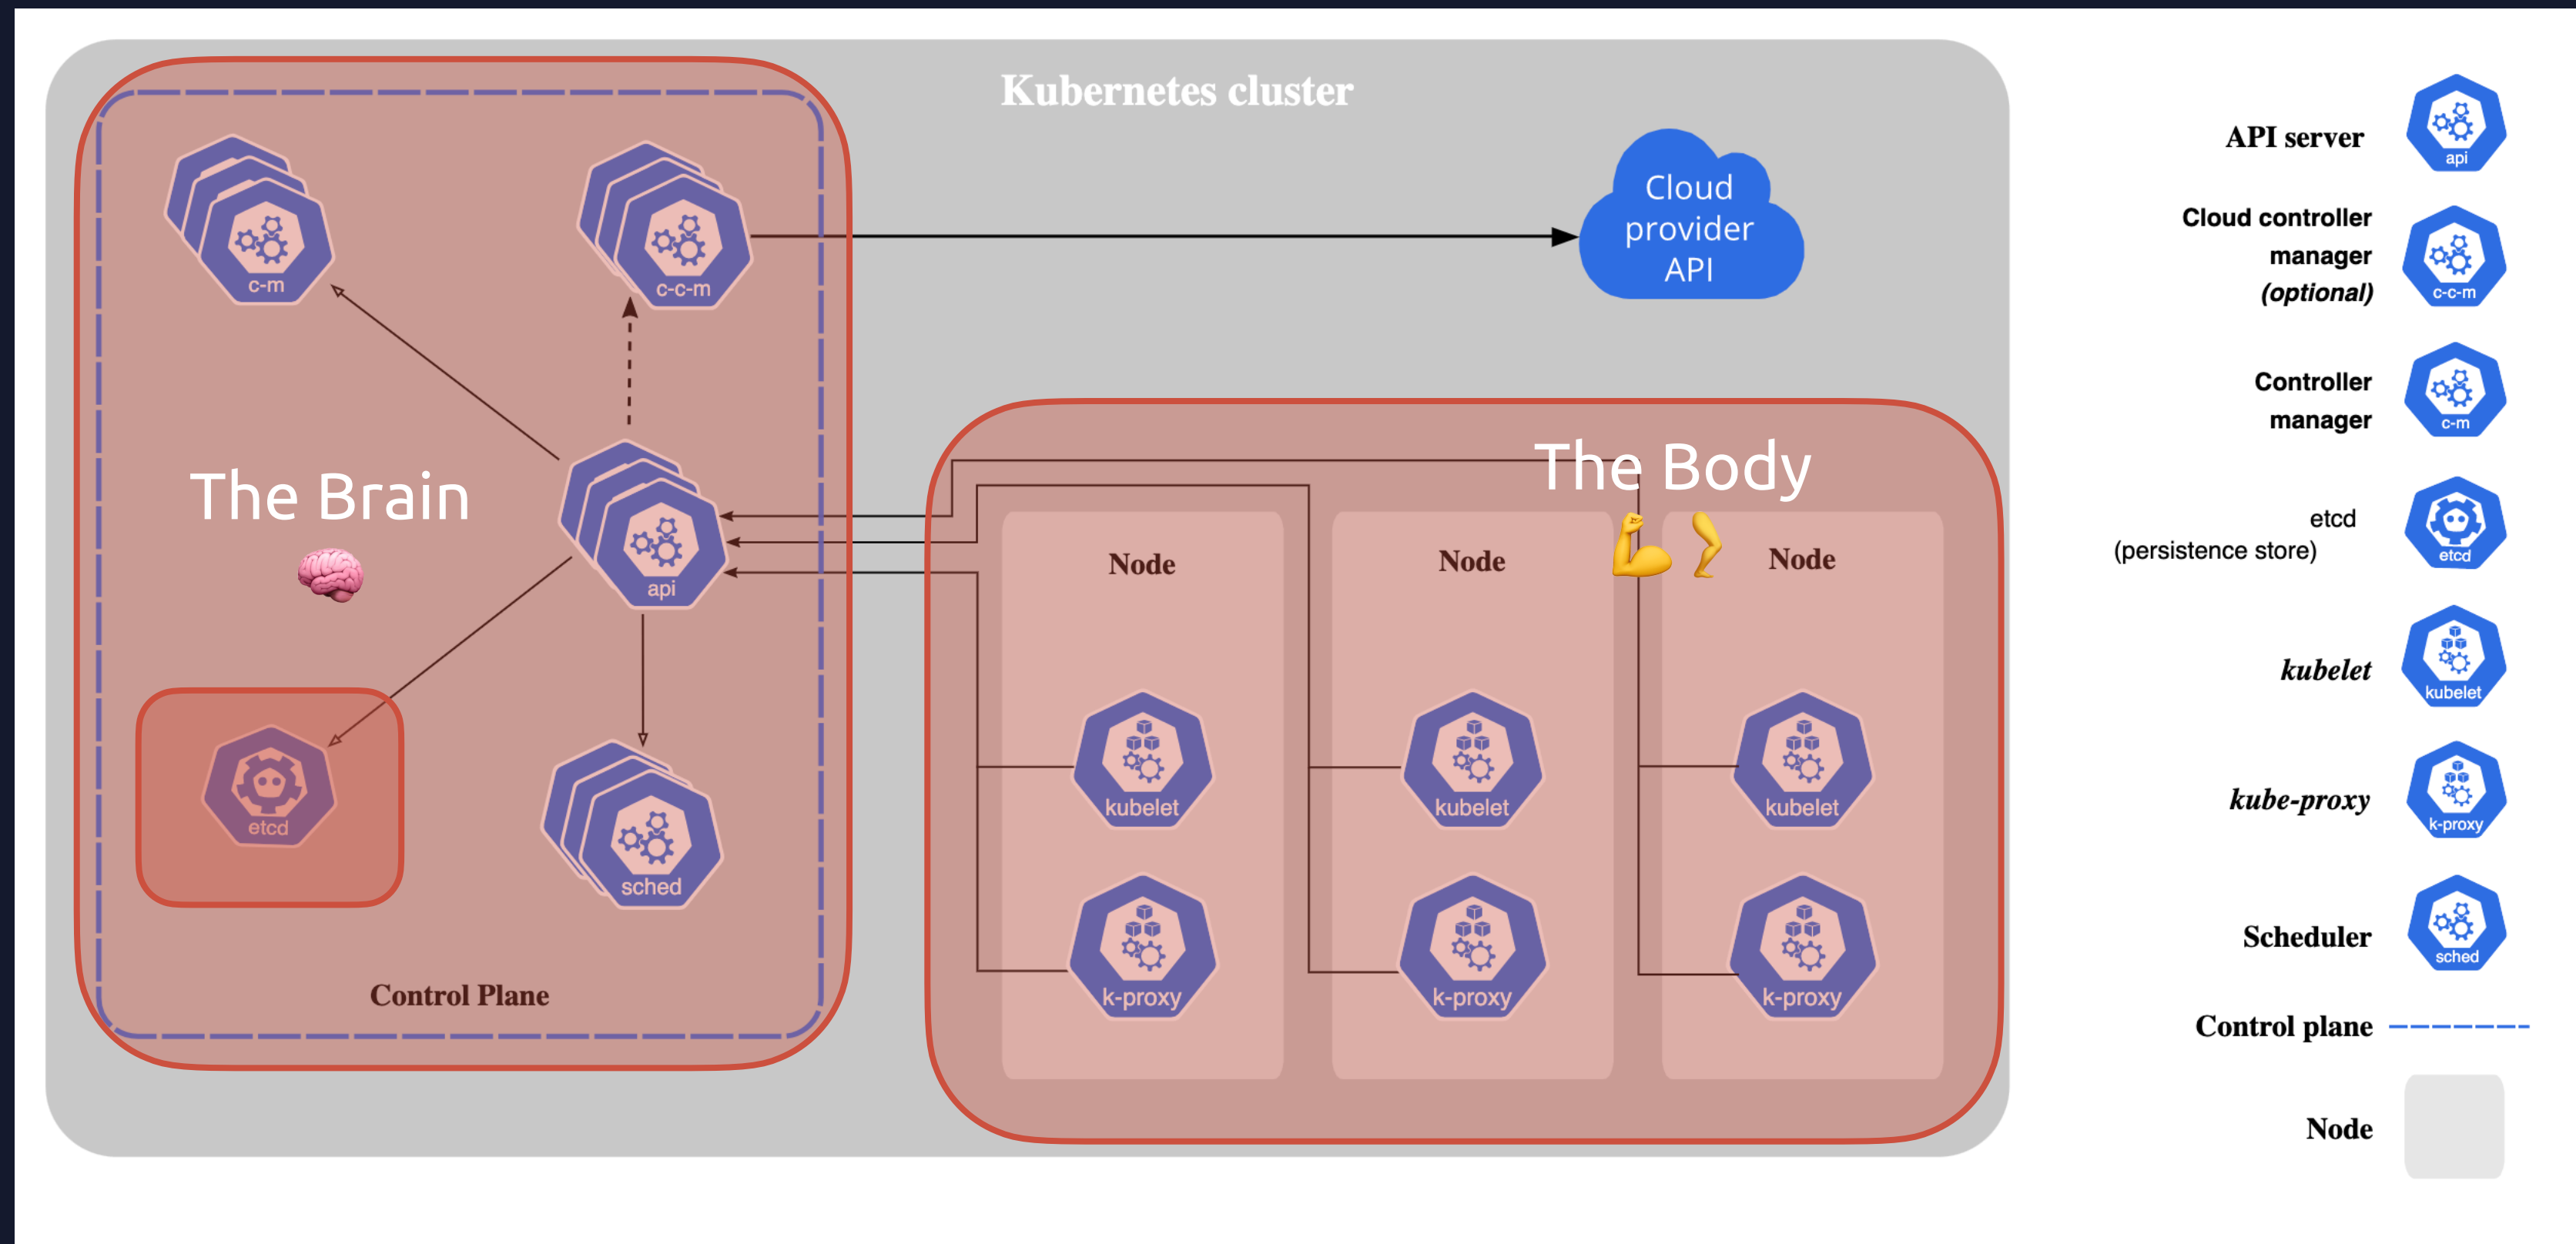 Kubernetes cluster
c-m
c-c-m
Cloud
provider
API
The Brain
api
etcd
sched
Control Plane
The Body
Node
Node
Node
kubelet
kubelet
kubelet
k-proxy
k-proxy
k-proxy
API server
api
Cloud controller
manager
(optional)
c-c-m
Controller
manager
c-m
etcd
(persistence store)
etcd
kubelet
kubelet
kube-proxy
k-proxy
Scheduler
sched
Control plane
Node